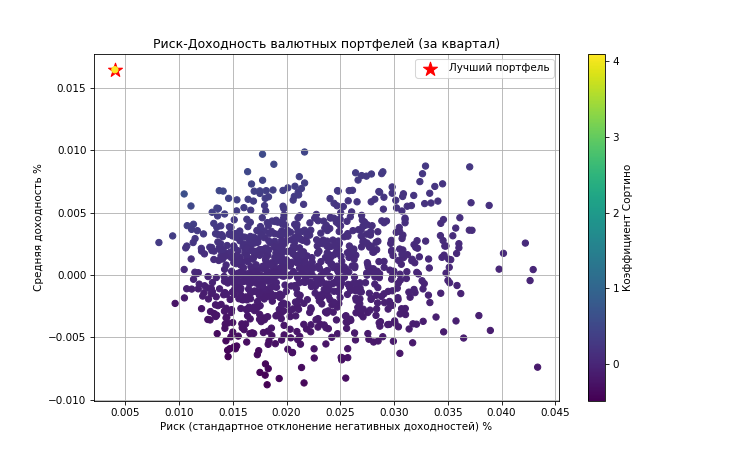 Риск-Доходность валютных портфелей (за квартал)
Лучший портфель
Средняя доходность %
0.015
0.010
0.005
0.000
−0.005
−0.010
0.005 0.010 0.015 0.020 0.025 0.030 0.035 0.040 0.045
Риск (стандартное отклонение негативных доходностей) %
4
3
2
1
0
Коэффициент Сортино